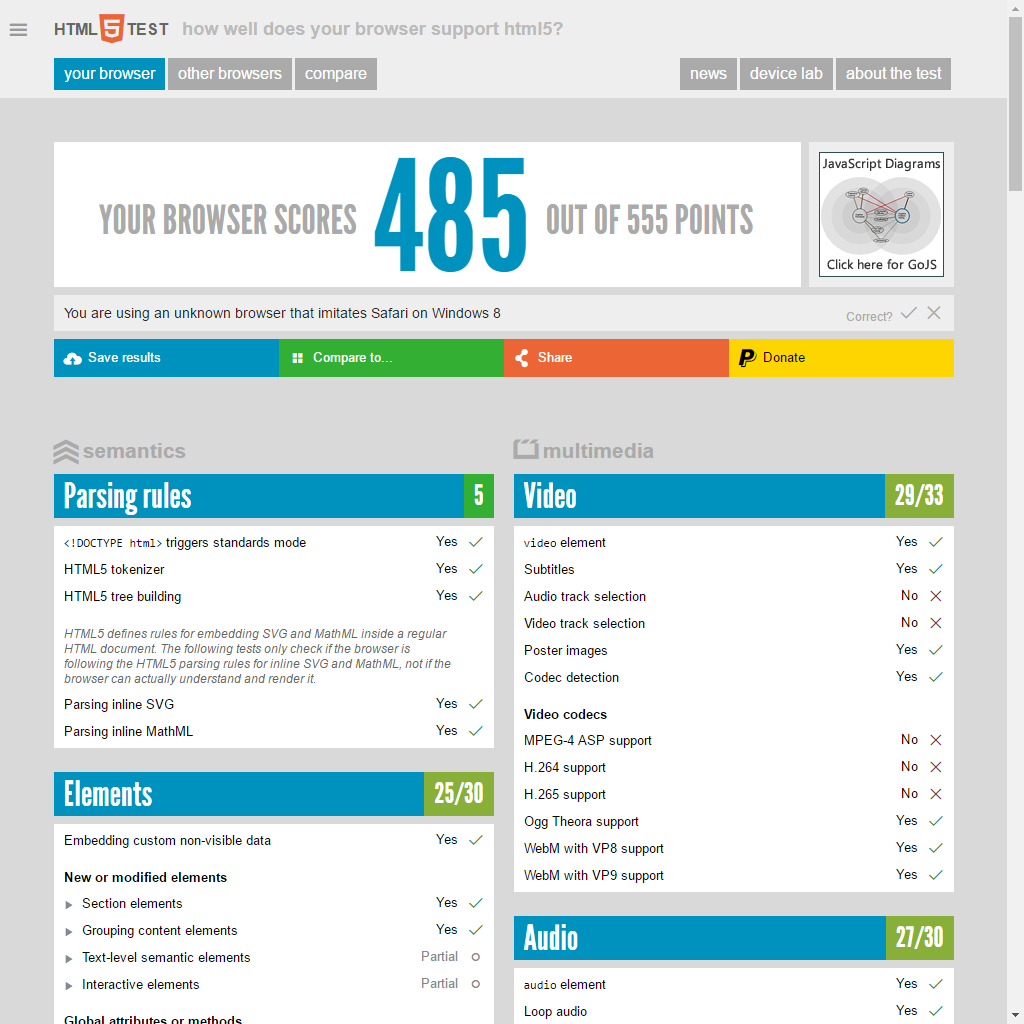 HTML5TEST how well does your browser support html5?
your browser other browsers compare news device lab about the test
YOUR BROWSER SCORES 485 OUT OF 555 POINTS
JavaScript Diagrams
Click here for GoJS
You are using an unknown browser that imitates Safari on Windows 8
Correct?
Save results Compare to... Share Donate
semantics
Parsing rules 5
<!DOCTYPE html> triggers standards mode Yes
HTML5 tokenizer Yes
HTML5 tree building Yes
HTML5 defines rules for embedding SVG and MathML inside a regular
HTML document. The following tests only check if the browser is
following the HTML5 parsing rules for inline SVG and MathML, not if the
browser can actually understand and render it.
Parsing inline SVG Yes
Parsing inline MathML Yes
Elements 25/30
Embedding custom non-visible data Yes
New or modified elements
Section elements Yes
Grouping content elements Yes
Text-level semantic elements Partial
Interactive elements Partial
Global attributes or methods
multimedia
Video 29/33
video element Yes
Subtitles Yes
Audio track selection No
Video track selection No
Poster images Yes
Codec detection Yes
Video codecs
MPEG-4 ASP support No
H.264 support No
H.265 support No
Ogg Theora support Yes
WebM with VP8 support Yes
WebM with VP9 support Yes
Audio 27/30
audio element Yes
Loop audio Yes